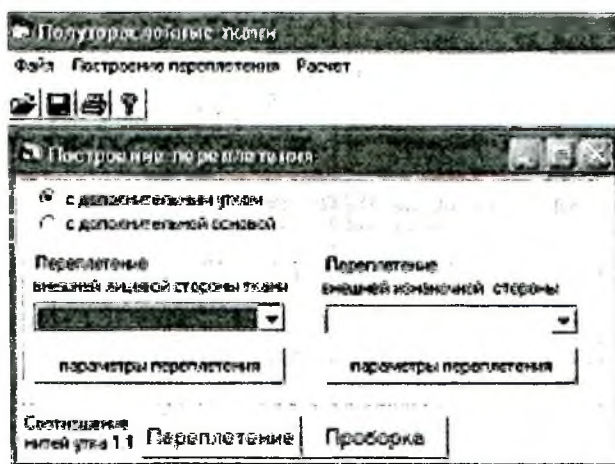 Полутораслойные ткани
Файл Построение переплетения Расчет
Построение переплетения
с дополнительным утком
с дополнительной основой
Переплетение
внешней лицевой стороны ткани
Переплетение
внешней изнаночной стороны
параметры переплетения
параметры переплетения
Соотношение
нитей утка 1:1
Переплетение
Проборка